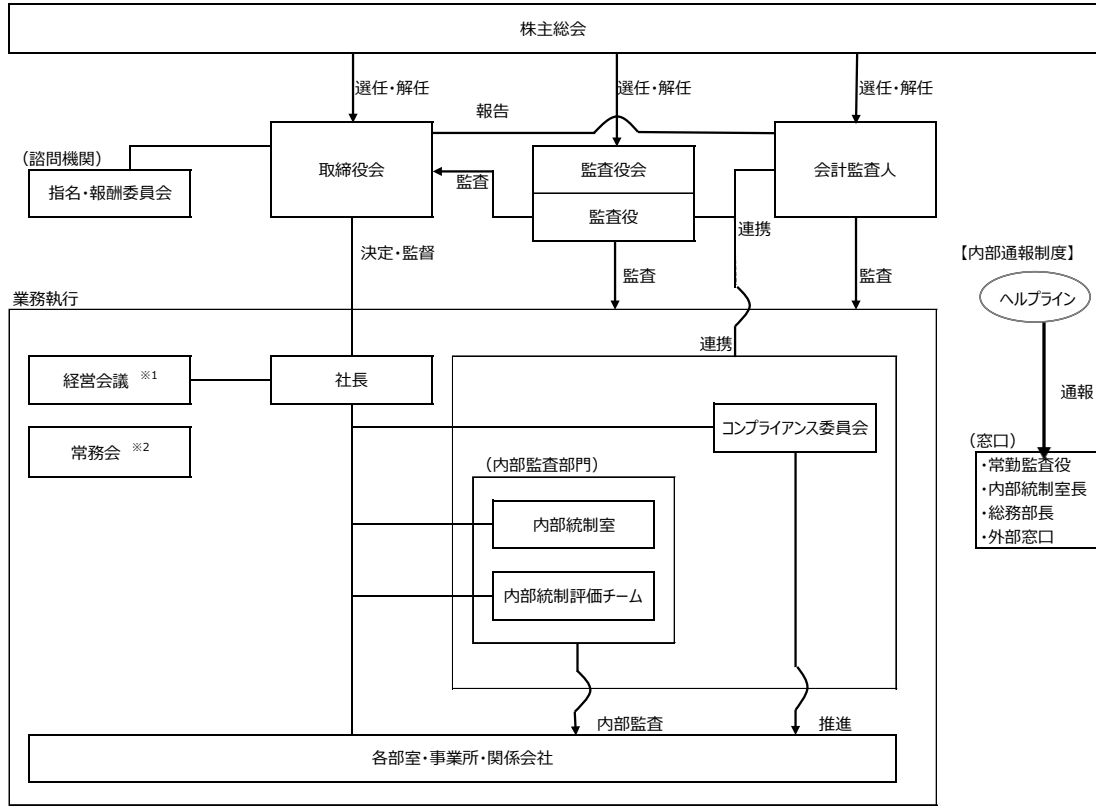 株主総会
選任・解任
選任・解任
選任・解任
報告
(諮問機関)
指名・報酬委員会
取締役会
監査
監査役会
監査役
会計監査人
連携
決定・監督
監査
監査
【内部通報制度】
ヘルプライン
業務執行
連携
経営会議 ※1
社長
通報
常務会 ※2
コンプライアンス委員会
(窓口)
・常勤監査役
・内部統制室長
・総務部長
・外部窓口
(内部監査部門)
内部統制室
内部統制評価チーム
内部監査
推進
各部室・事業所・関係会社